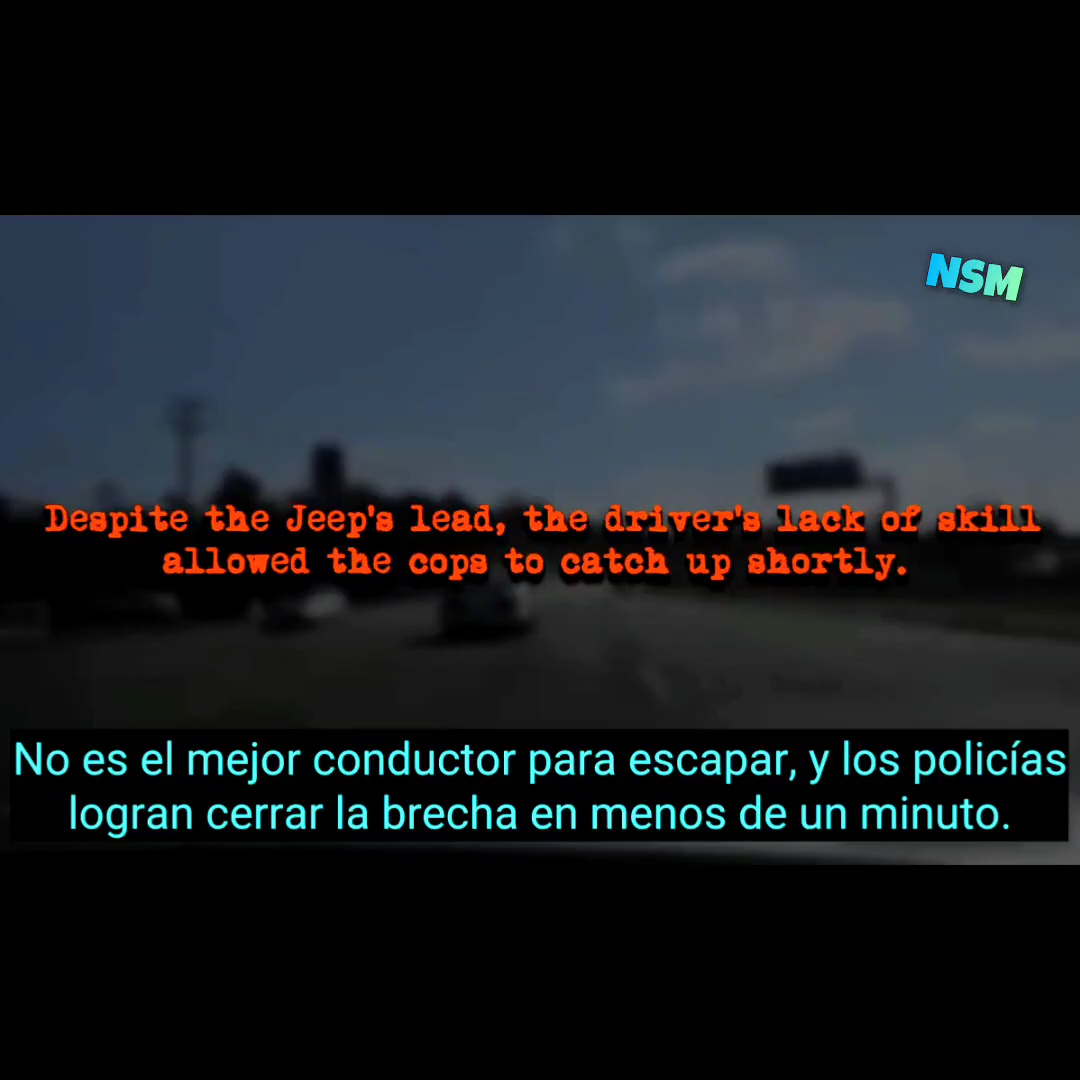 NSM
Despite the Jeep's lead, the driver's lack of skill
allowed the cops to catch up shortly.
No es el mejor conductor para escapar, y los policías
logran cerrar la brecha en menos de un minuto.